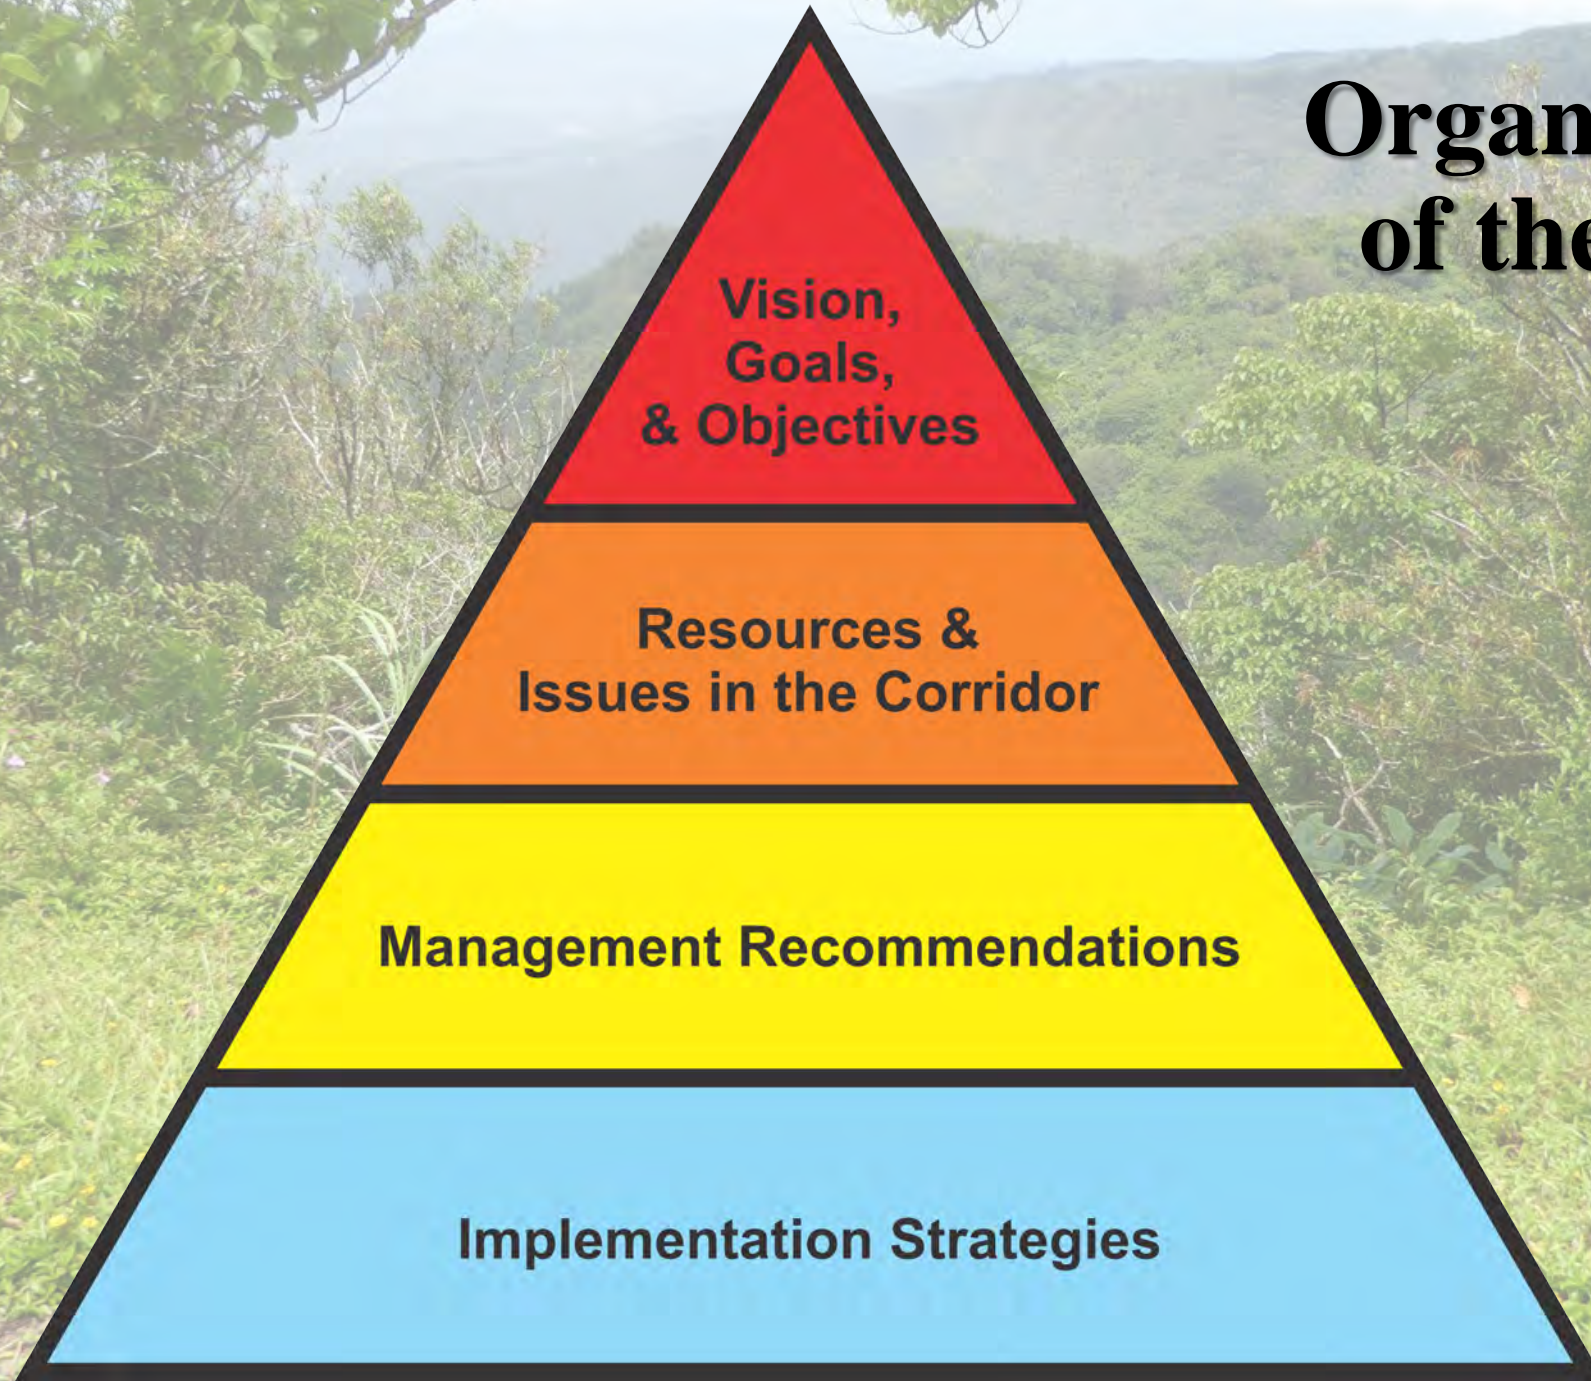 Organ
of the
Vision,
Goals,
& Objectives
Resources &
Issues in the Corridor
Management Recommendations
Implementation Strategies